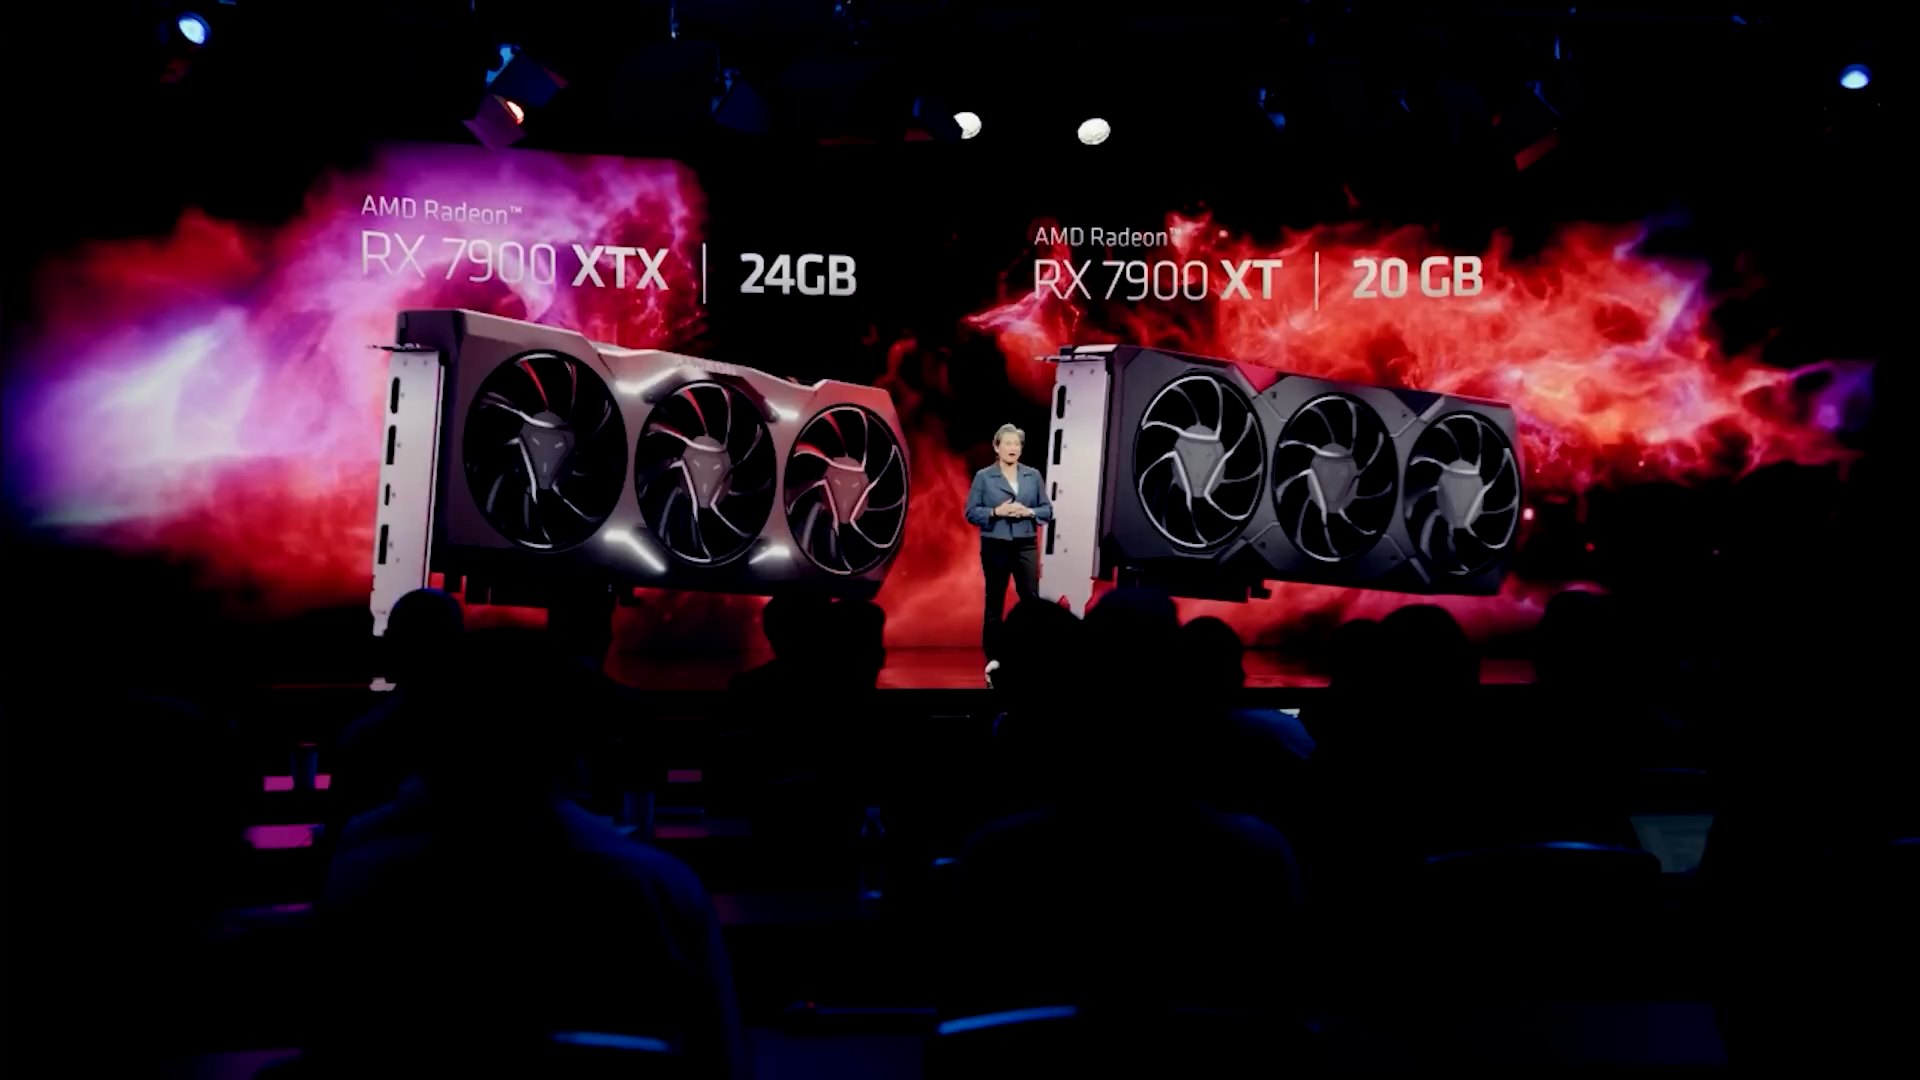 AMD Radeon™
RX 7900 XTX | 24GB
AMD Radeon™
RX 7900 XT | 20 GB